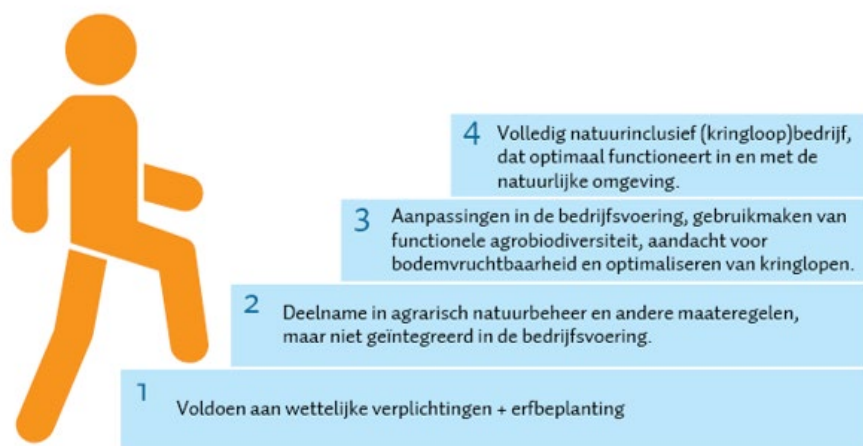 4 Volledig natuurinclusief (kringloop)bedrijf,
dat optimaal functioneert in en met de
natuurlijke omgeving.
3 Aanpassingen in de bedrijfsvoering, gebruikmaken van
functionele agrobiodiversiteit, aandacht voor
bodemvruchtbaarheid en optimaliseren van kringlopen.
2 Deelname in agrarisch natuurbeheer en andere maateregelen,
maar niet geïntegreerd in de bedrijfsvoering.
1 Voldoen aan wettelijke verplichtingen + erfbeplanting